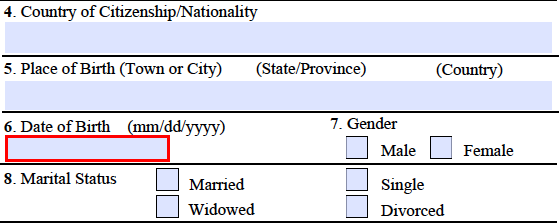 4. Country of Citizenship/Nationality
5. Place of Birth (Town or City) (State/Province) (Country)
6. Date of Birth (mm/dd/yyyy) 7. Gender
Male Female
8. Marital Status Married Single
Widowed Divorced